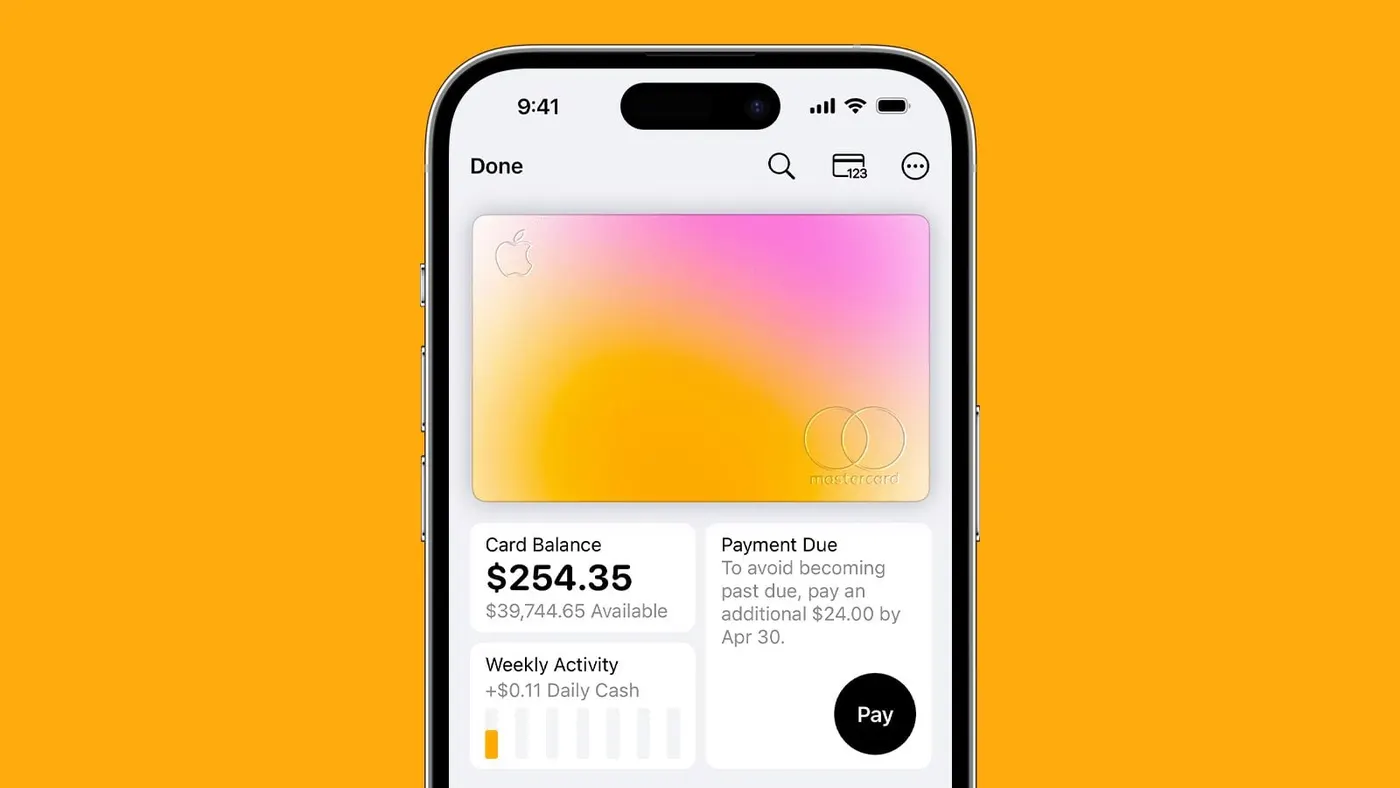 9:41
Done
123
mastercard
Card Balance
$254.35
$39,744.65 Available
Payment Due
To avoid becoming
past due, pay an
additional $24.00 by
Apr 30.
Weekly Activity
+$0.11 Daily Cash
Pay